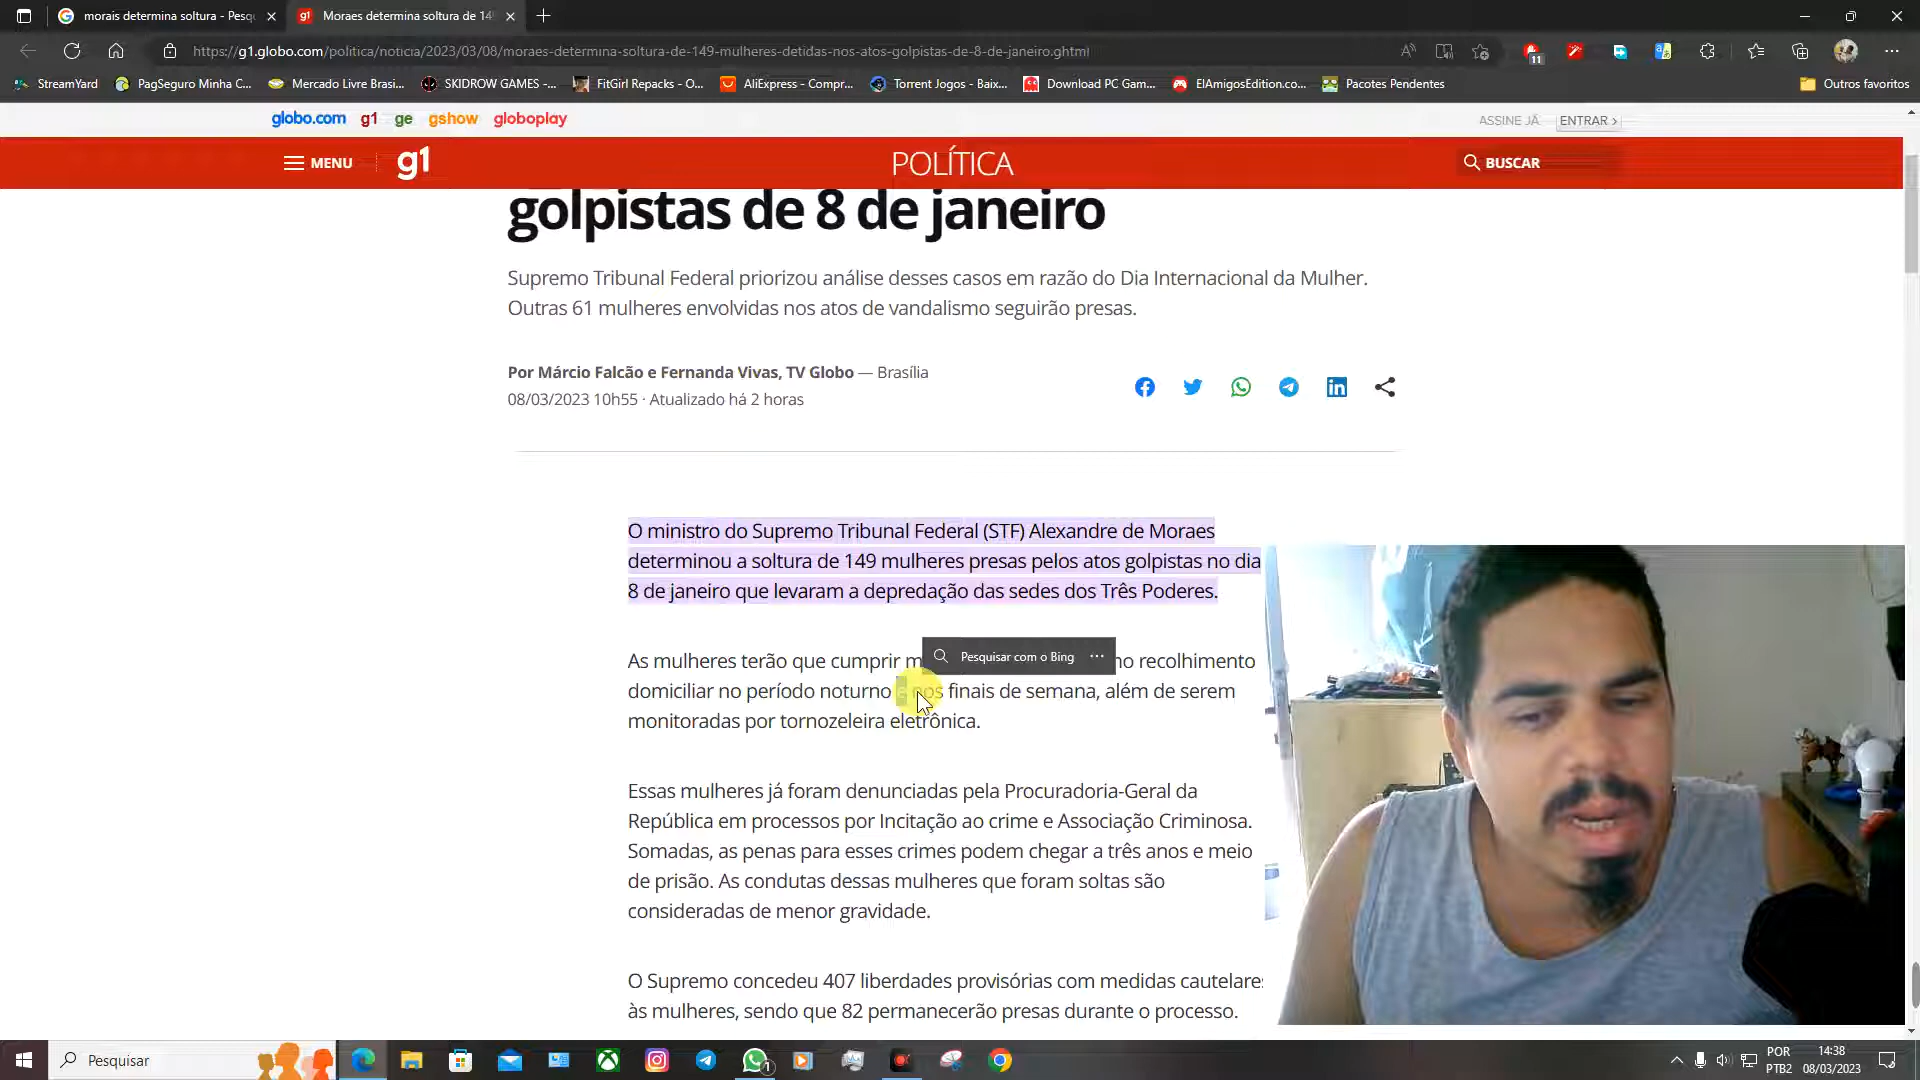 morais determina soltura - Pesq
Moraes determina soltura de 149
https://g1.globo.com/politica/noticia/2023/03/08/moraes-determina-soltura-de-149-mulheres-detidas-nos-atos-golpistas-de-8-de-janeiro.ghtml
11
StreamYard
PagSeguro Minha C...
Mercado Livre Brasi...
SKIDROW GAMES -...
FitGirl Repacks - O...
AliExpress - Compr...
Torrent Jogos - Baix...
Download PC Gam...
ElAmigosEdition.co...
Pacotes Pendentes
Outros favoritos
globo.com g1 ge gshow globoplay
ASSINE JÁ ENTRAR >
MENU g1 POLÍTICA BUSCAR
golpistas de 8 de janeiro
Supremo Tribunal Federal priorizou análise desses casos em razão do Dia Internacional da Mulher.
Outras 61 mulheres envolvidas nos atos de vandalismo seguirão presas.
Por Márcio Falcão e Fernanda Vivas, TV Globo — Brasília
08/03/2023 10h55 · Atualizado há 2 horas
O ministro do Supremo Tribunal Federal (STF) Alexandre de Moraes
determinou a soltura de 149 mulheres presas pelos atos golpistas no dia
8 de janeiro que levaram a depredação das sedes dos Três Poderes.
Pesquisar com o Bing ...
As mulheres terão que cumprir recolhimento
domiciliar no período noturno e nos finais de semana, além de serem
monitoradas por tornozeleira eletrônica.
Essas mulheres já foram denunciadas pela Procuradoria-Geral da
República em processos por Incitação ao crime e Associação Criminosa.
Somadas, as penas para esses crimes podem chegar a três anos e meio
de prisão. As condutas dessas mulheres que foram soltas são
consideradas de menor gravidade.
O Supremo concedeu 407 liberdades provisórias com medidas cautelares
às mulheres, sendo que 82 permanecerão presas durante o processo.
Pesquisar
1
POR
PTB2
14:38
08/03/2023